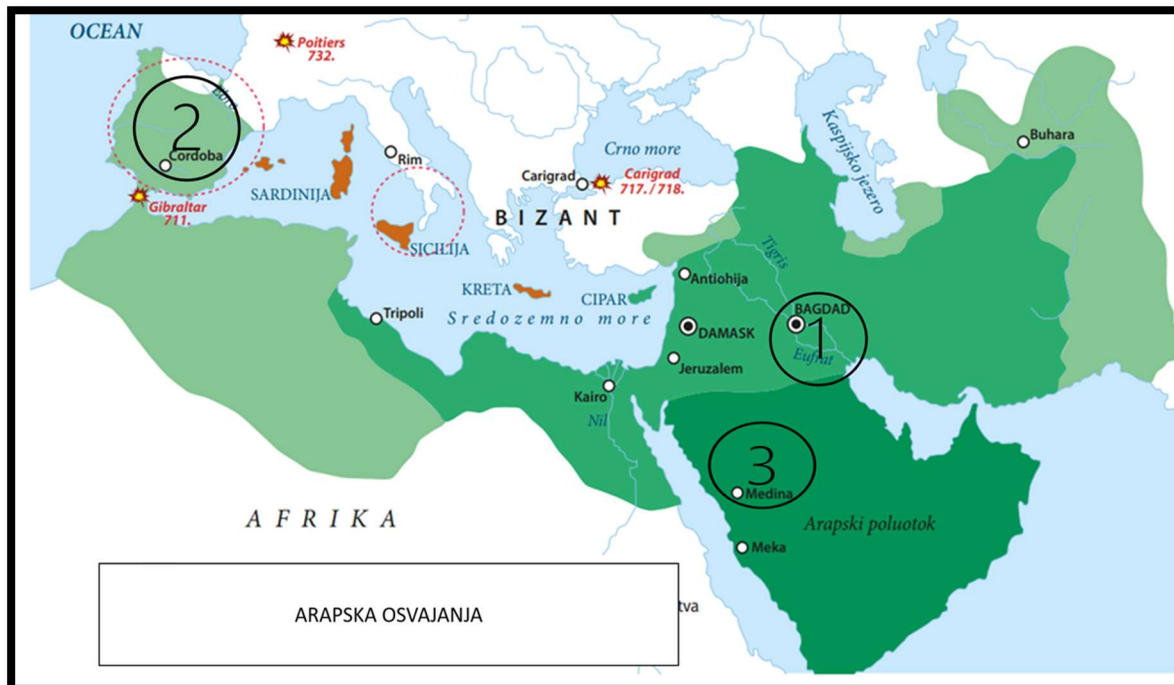 OCEAN
Poitiers
732.
Ebro
2
Cordoba
Gibraltar
711.
SARDINIJA
Rim
SICILIJA
Crno more
Carigrad
Carigrad
717. / 718.
BIZANT
Kaspijsko jezero
Buhara
Tigris
Antiohija
KRETA
CIPAR
Tripoli
Sredozemno more
BAGDAD
1
DAMASK
Eufrat
Jeruzalem
Kairo
Nil
3
Medina
Arapski poluotok
Meka
AFRIKA
ARAPSKA OSVAJANJA
tva